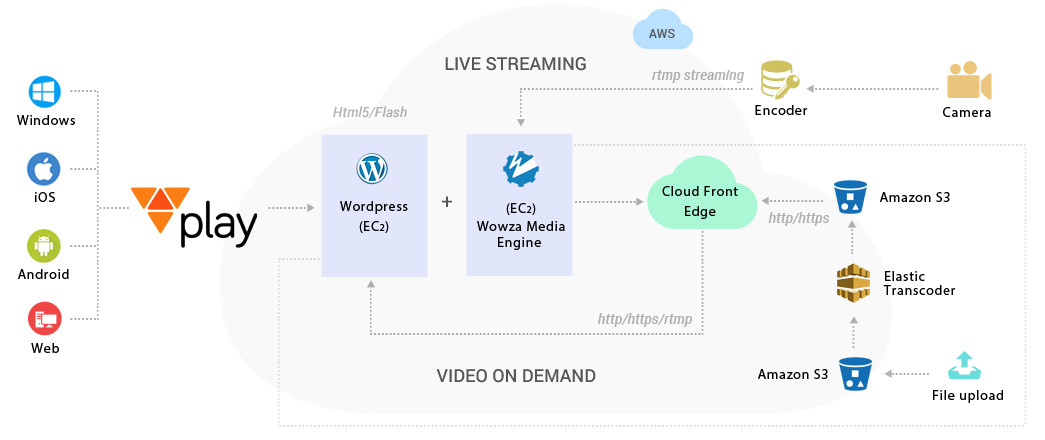 AWS
LIVE STREAMING
rtmp streaming
Encoder
Camera
Html5/Flash
Windows
iOS
Android
Web
play
Wordpress
(EC2)
+
(EC2)
Wowza Media
Engine
Cloud Front
Edge
Amazon S3
http/https
Elastic
Transcoder
http/https/rtmp
VIDEO ON DEMAND
Amazon S3
File upload